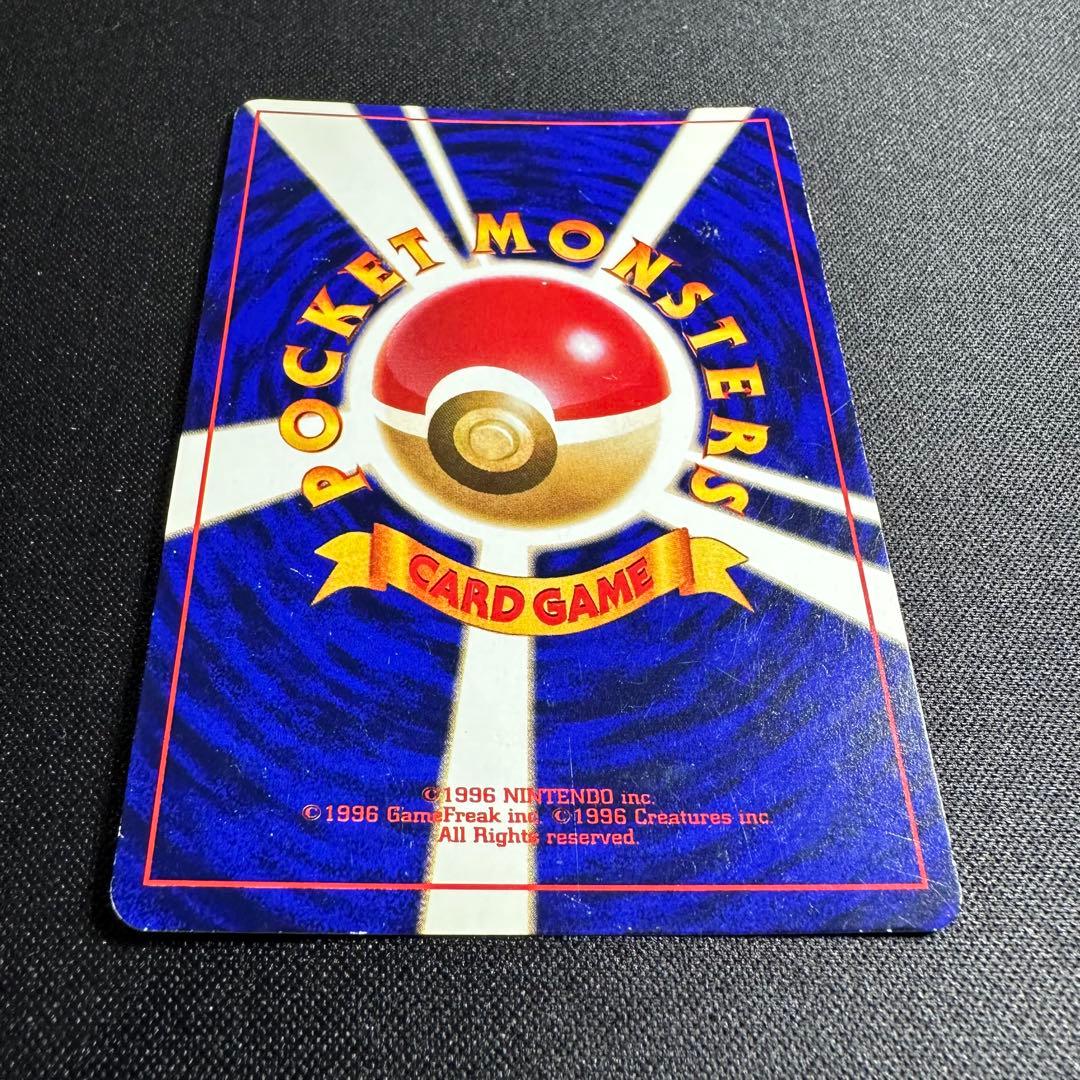 POCKET MONSTERS
CARD GAME
©1996 NINTENDO inc.
©1996 GameFreak inc. ©1996 Creatures inc.
All Rights reserved.